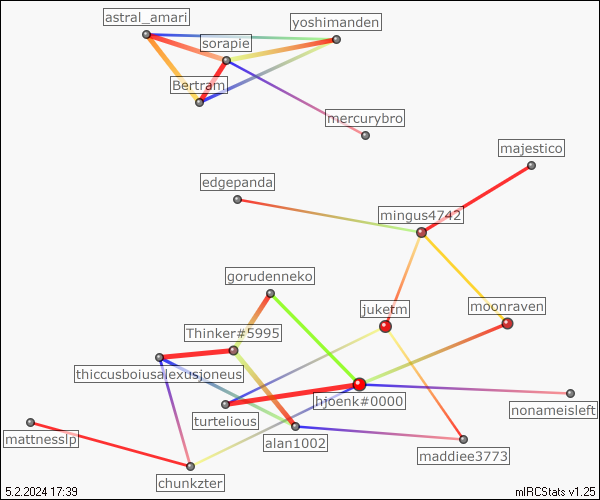 astral_amari
yoshimanden
sorapie
Bertram
mercurybro
majestico
edgepanda
mingus4742
gorudenneko
juketm
moonraven
Thinker#5995
thiccusboiusalexusjoneus
hjoenk#0000
nonameisleft
turtelious
mattnesslp
alan1002
maddiee3773
chunkzter
5.2.2024 17:39
mIRCStats v1.25